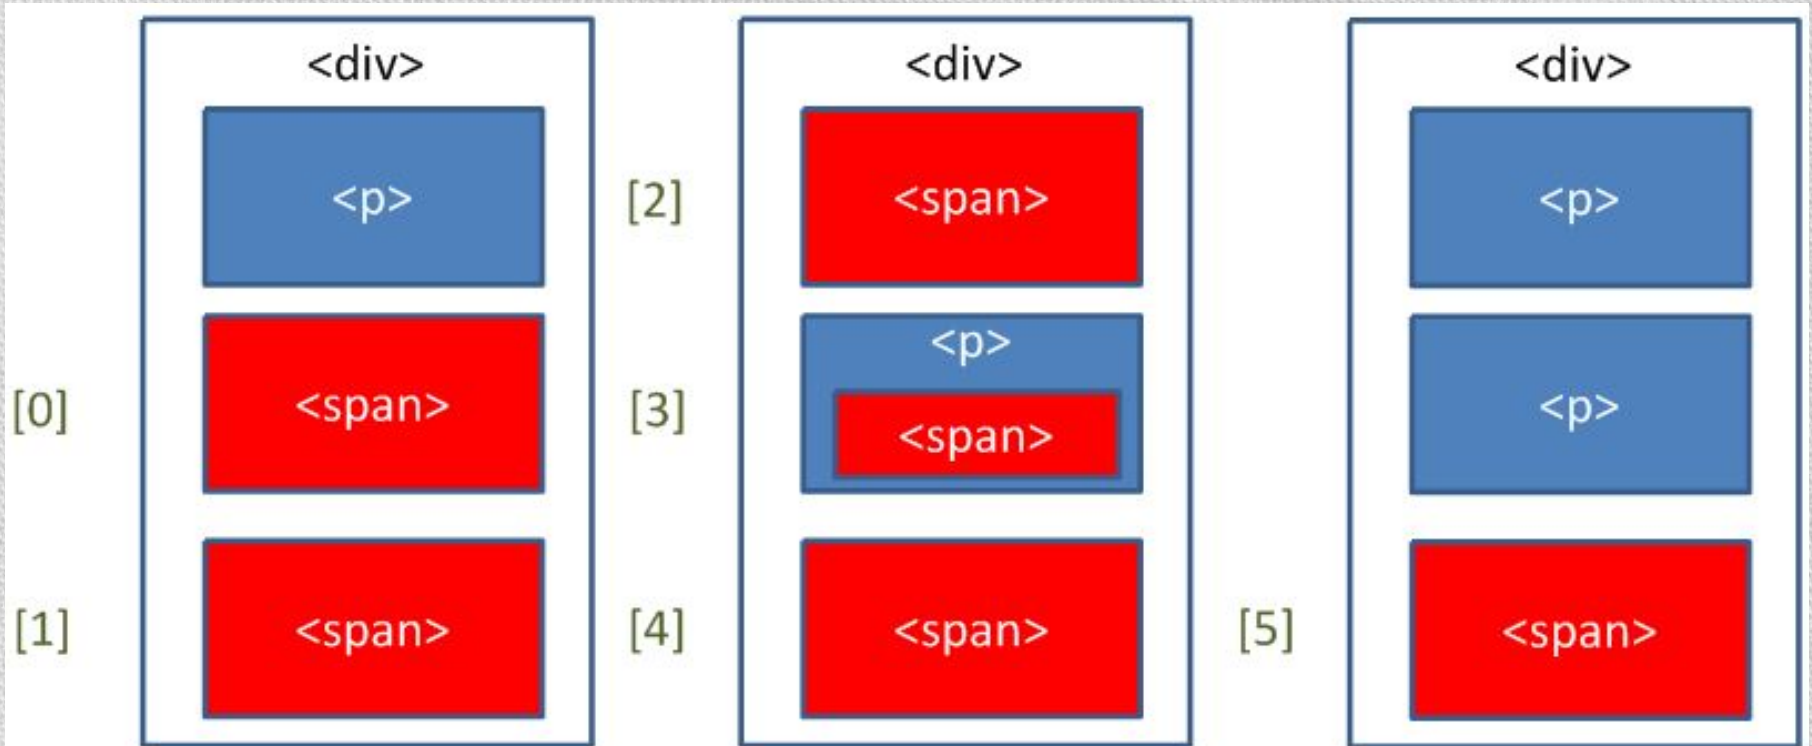 <div>
<p>
[0]
<span>
[1]
<span>
<div>
[2]
<span>
<p>
[3]
<span>
[4]
<span>
<div>
<p>
<p>
[5]
<span>